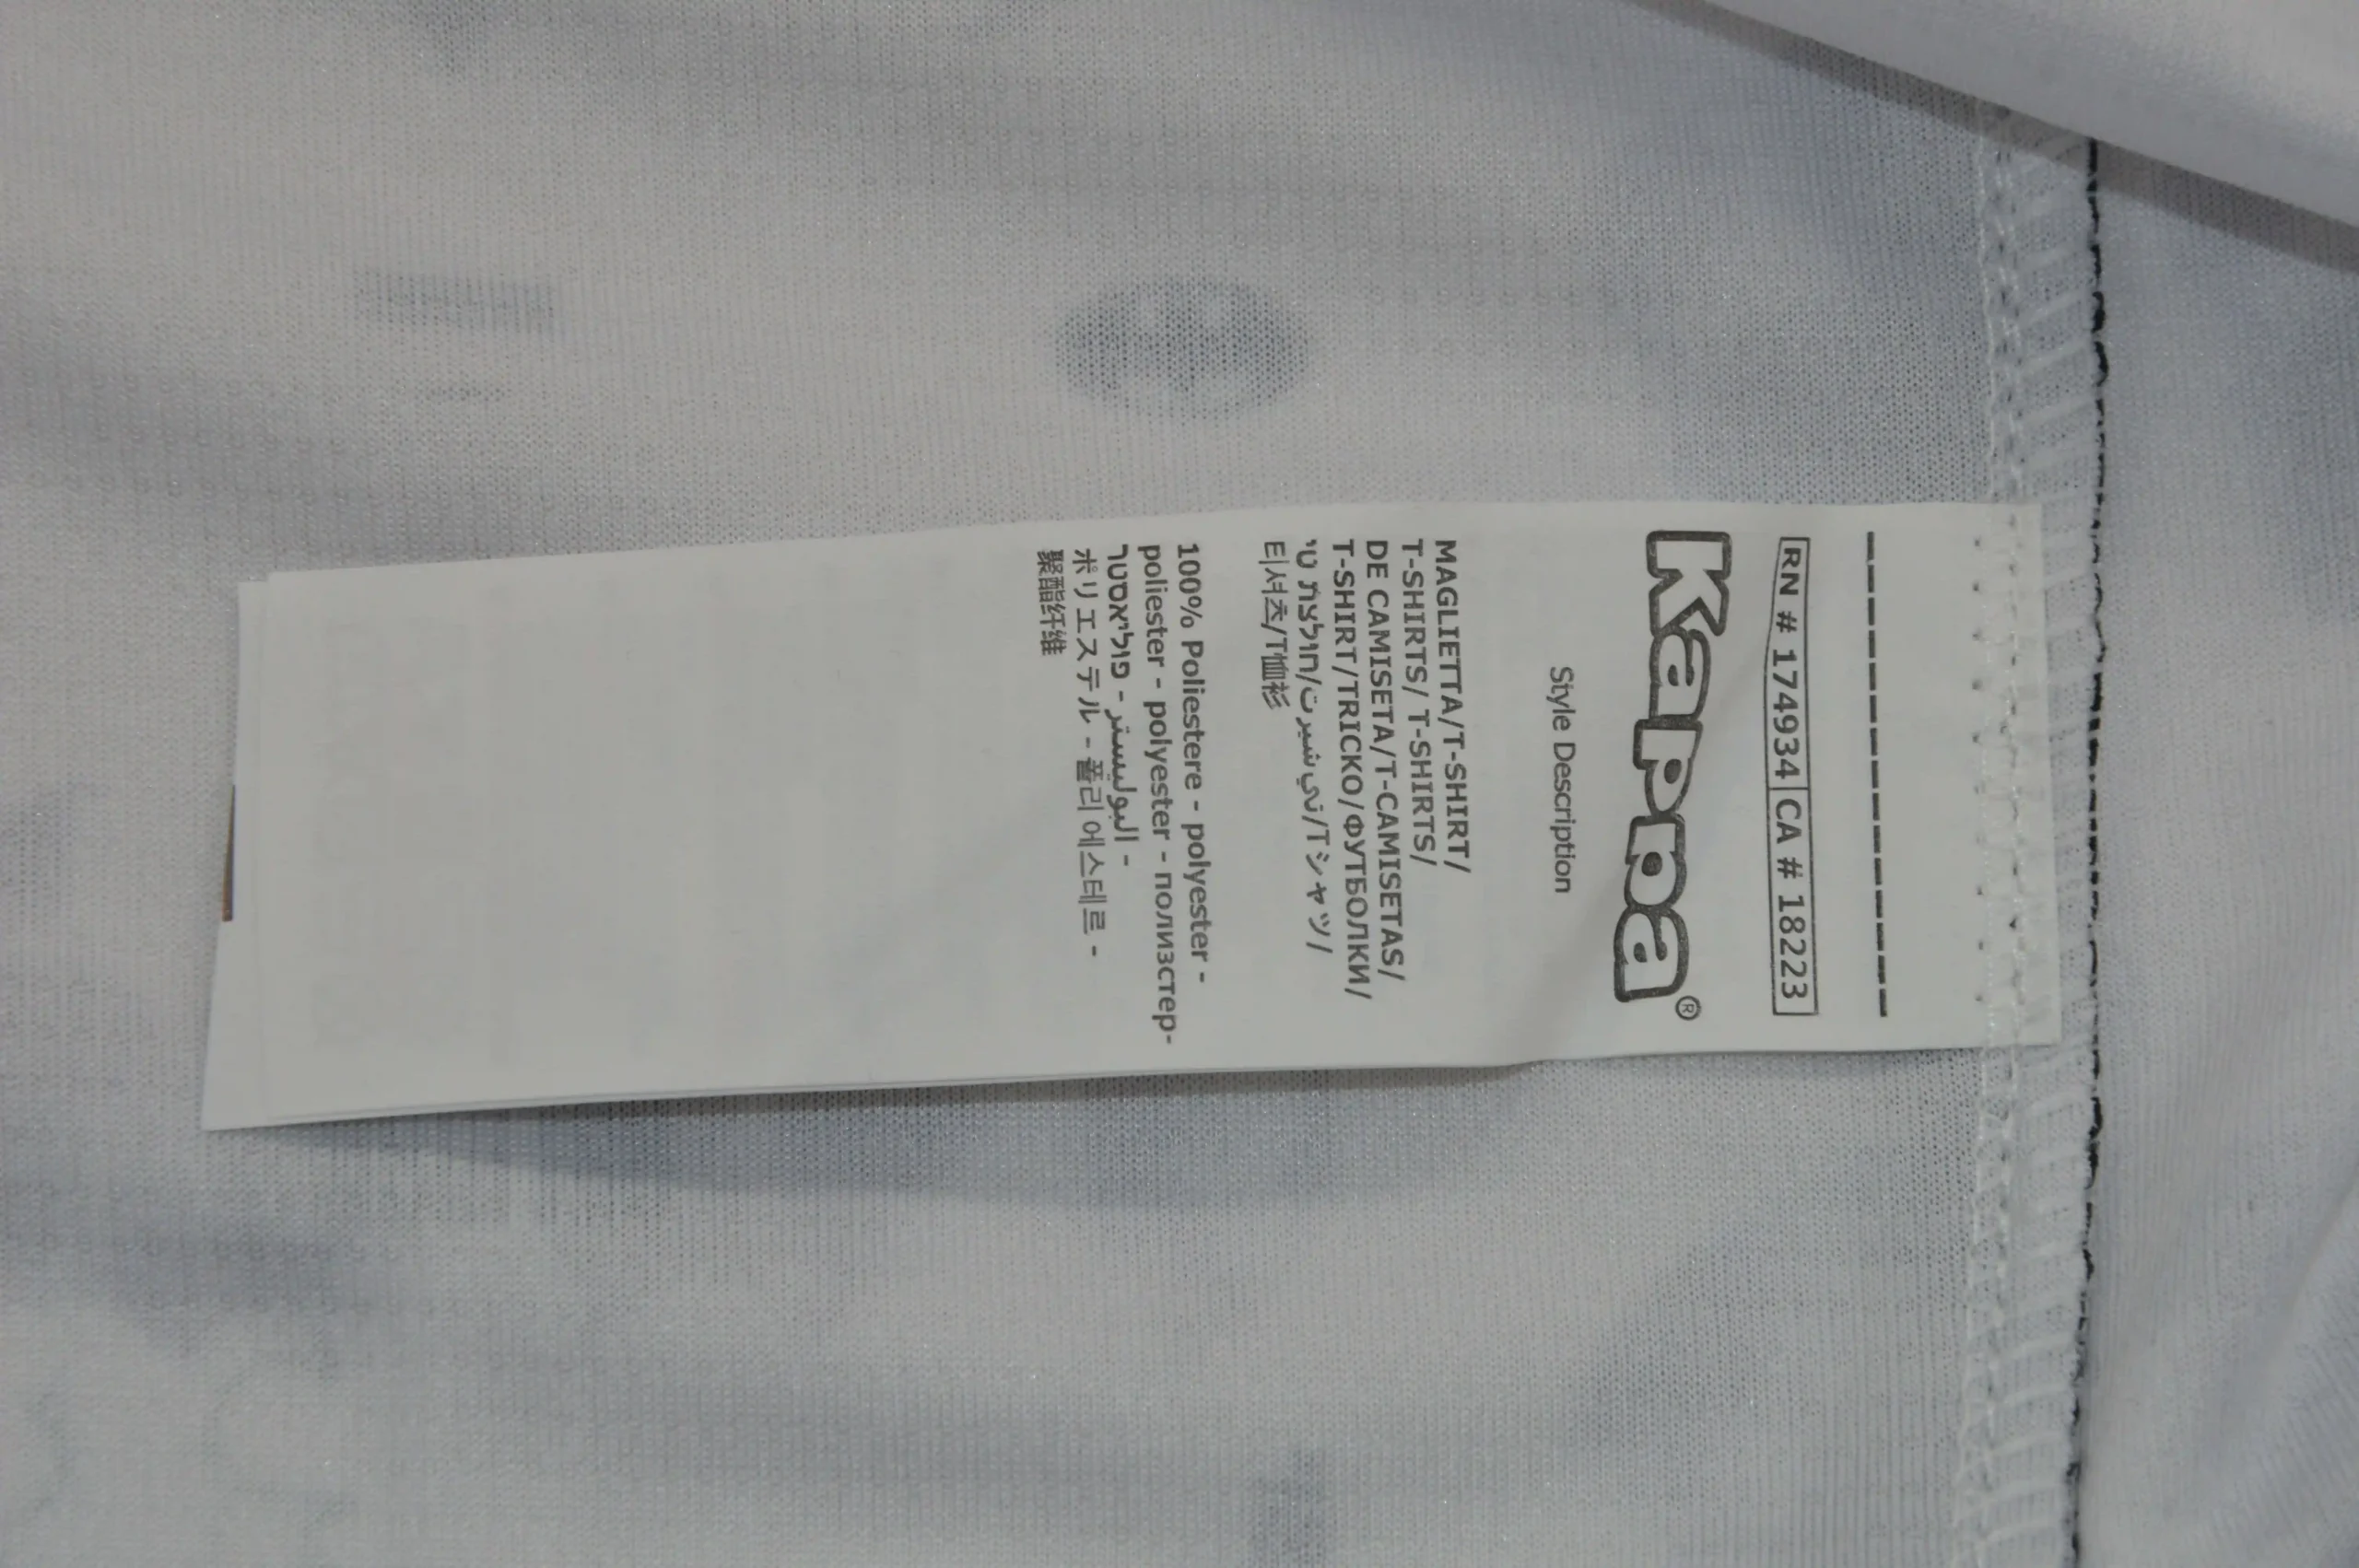 RN # 174934 CA # 18223
Kappa®
Style Description
MAGLIETTA/T-SHIRT/
T-SHIRTS/ T-SHIRTS/
DE CAMISETA/T-CAMISETAS/
T-SHIRT/TRICKO/ФУТБОЛКИ/
חולצת טי/تي شيرت/Tシャツ/
티셔츠/T恤衫
100% Poliestere - polyester -
poliester - polyester - полиэстер-
פוליאסטר - البوليستر -
ポリエステル - 폴리에스테르 -
聚酯纤维